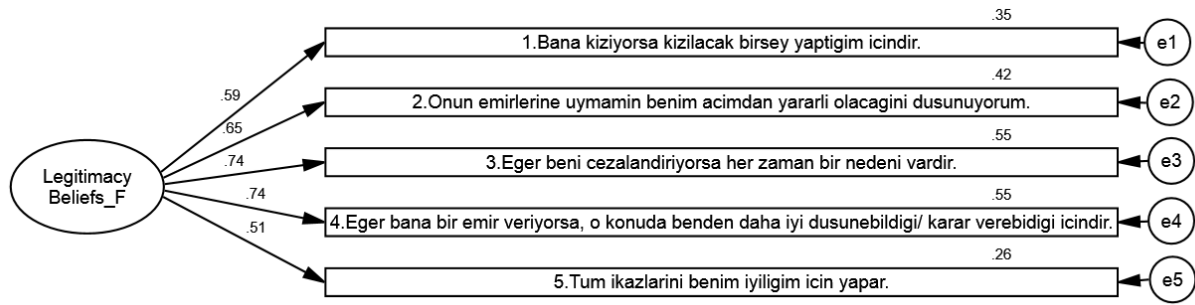 .35
1.Bana kiziyorsa kizilacak birsey yaptigim icindir.
e1
.59
.42
2.Onun emirlerine uymamin benim acimdan yararli olacagini dusunuyorum.
e2
.65
.55
3.Eger beni cezalandiriyorsa her zaman bir nedeni vardir.
e3
.74
Legitimacy
Beliefs_F
.55
4.Eger bana bir emir veriyorsa, o konuda benden daha iyi dusunebildigi/ karar verebidigi icindir.
e4
.74
.26
5.Tum ikazlarini benim iyiligim icin yapar.
e5
.51